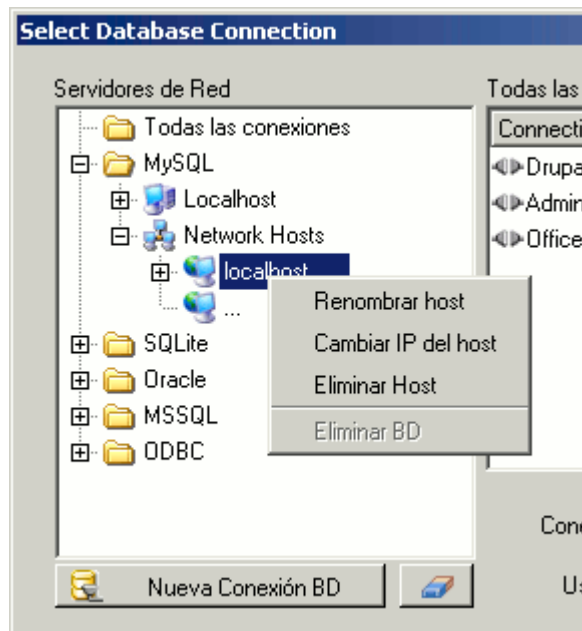 Select Database Connection
Servidores de Red
Todas las
Todas las conexiones
MySQL
Localhost
Network Hosts
localhost
...
SQLite
Oracle
MSSQL
ODBC
Connecti
Drupa
Admin
Office
Renombrar host
Cambiar IP del host
Eliminar Host
Eliminar BD
Nueva Conexión BD
Cone
Us